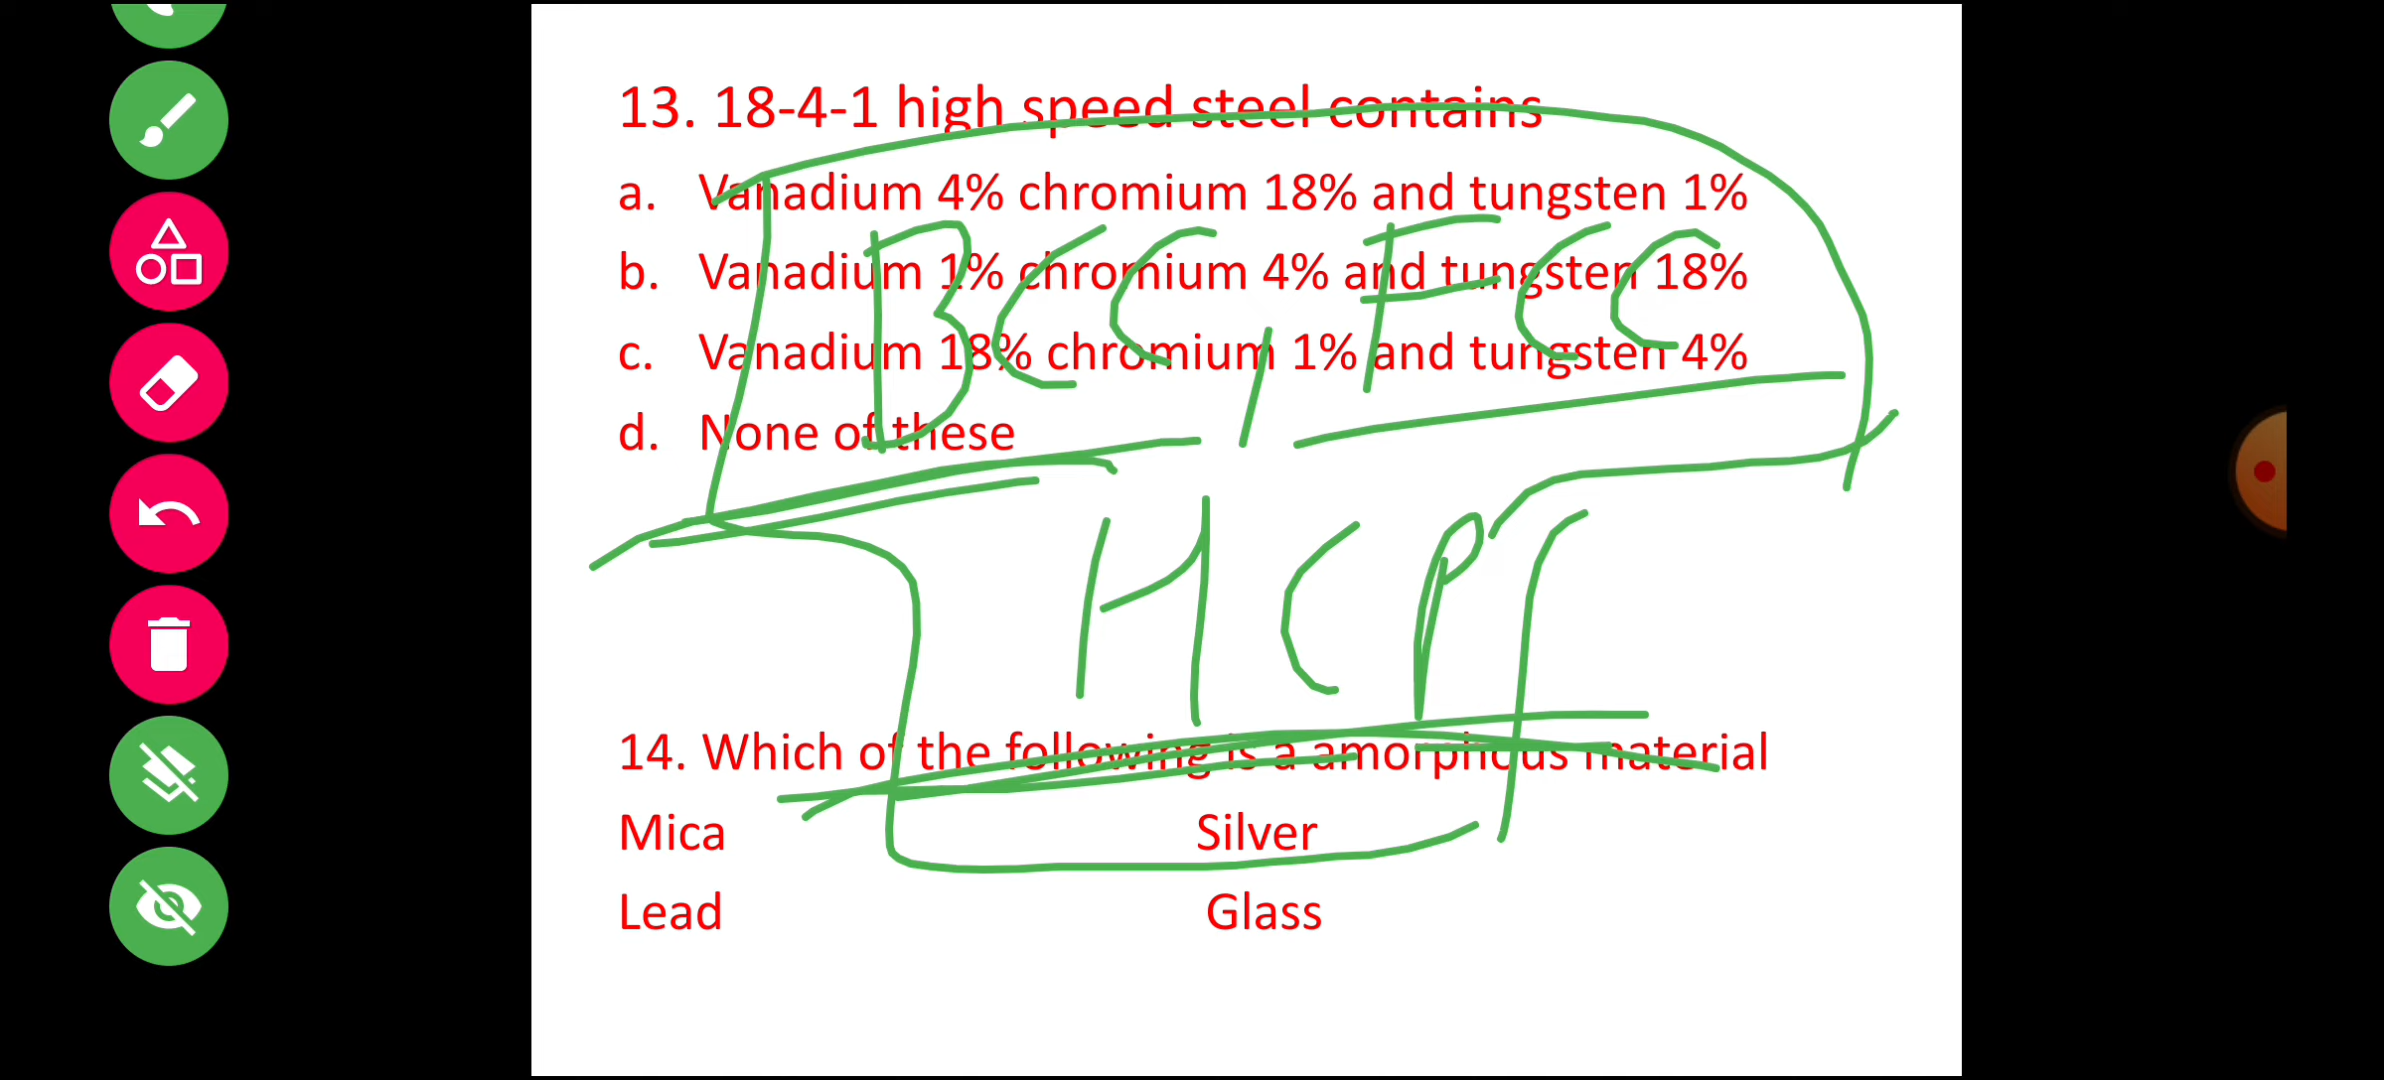 13. 18-4-1 high speed steel contains
a. Vanadium 4% chromium 18% and tungsten 1%
b. Vanadium 1% chromium 4% and tungsten 18%
c. Vanadium 18% chromium 1% and tungsten 4%
d. None of these
BCC, FCC
HCP
14. Which of the following is a amorphous material
Mica Silver
Lead Glass